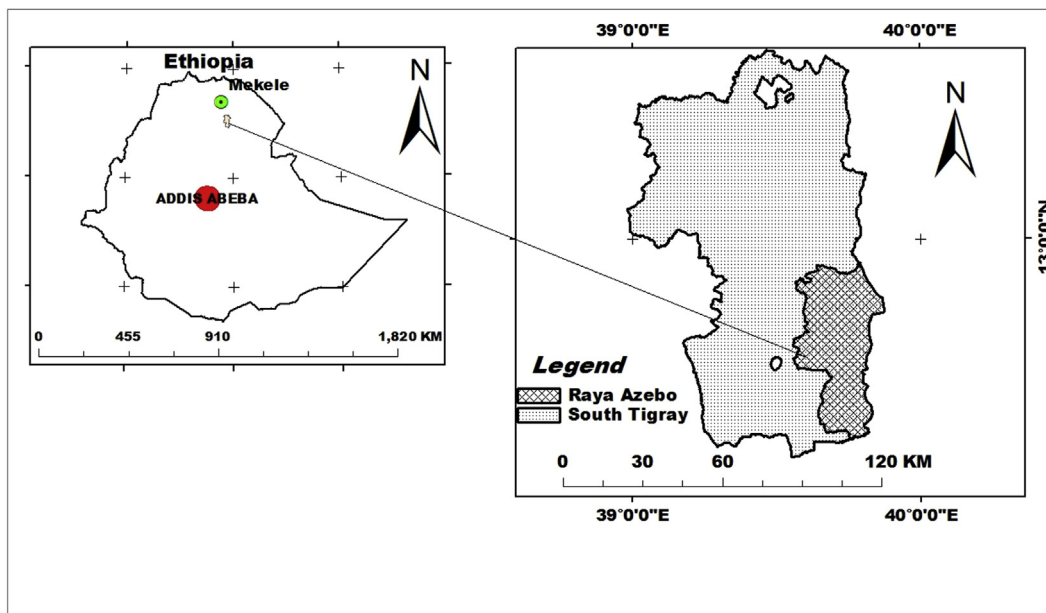 Ethiopia
Mekele
N
ADDIS ABEBA
0 455 910 1,820 KM
39°0'0"E 40°0'0"E
N
13°0'0"N
Legend
Raya Azebo
South Tigray
0 30 60 120 KM
39°0'0"E 40°0'0"E